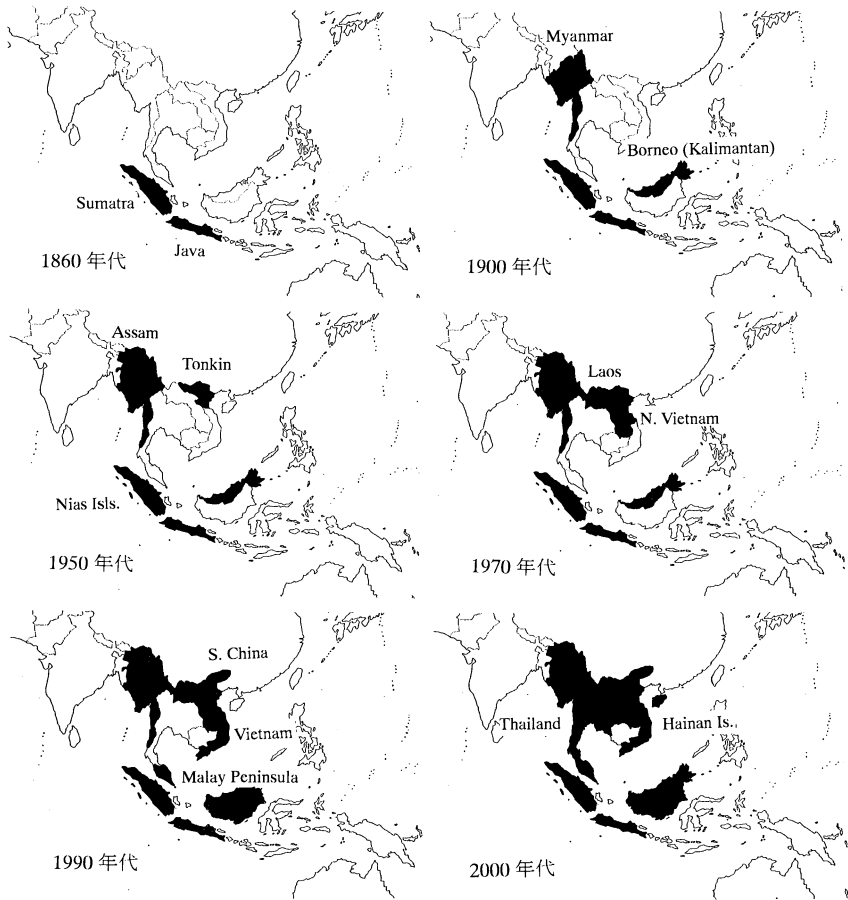 Sumatra
Java
1860 年代
Myanmar
Borneo (Kalimantan)
1900 年代
Assam
Tonkin
Nias Isls.
1950 年代
Laos
N. Vietnam
1970 年代
S. China
Vietnam
Malay Peninsula
1990 年代
Thailand
Hainan Is.
2000 年代